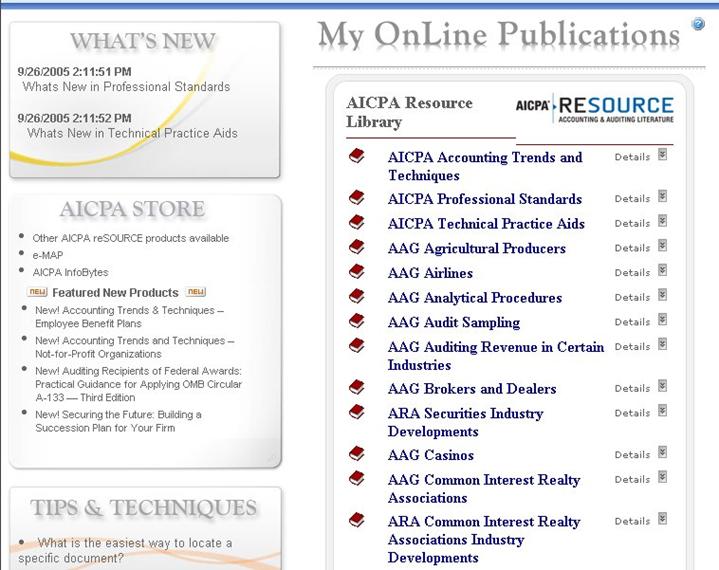 WHAT'S NEW
9/26/2005 2:11:51 PM
Whats New in Professional Standards
9/26/2005 2:11:52 PM
Whats New in Technical Practice Aids
AICPA STORE
Other AICPA reSOURCE products available
e-MAP
AICPA InfoBytes
NEW Featured New Products NEW
New! Accounting Trends & Techniques –
Employee Benefit Plans
New! Accounting Trends and Techniques –
Not-for-Profit Organizations
New! Auditing Recipients of Federal Awards:
Practical Guidance for Applying OMB Circular
A-133 — Third Edition
New! Securing the Future: Building a
Succession Plan for Your Firm
TIPS & TECHNIQUES
What is the easiest way to locate a
specific document?
My OnLine Publications ?
AICPA Resource
Library
AICPA RESOURCE
ACCOUNTING & AUDITING LITERATURE
AICPA Accounting Trends and Details
Techniques
AICPA Professional Standards Details
AICPA Technical Practice Aids Details
AAG Agricultural Producers Details
AAG Airlines Details
AAG Analytical Procedures Details
AAG Audit Sampling Details
AAG Auditing Revenue in Certain Details
Industries
AAG Brokers and Dealers Details
ARA Securities Industry Details
Developments
AAG Casinos Details
AAG Common Interest Realty Details
Associations
ARA Common Interest Realty Details
Associations Industry
Developments